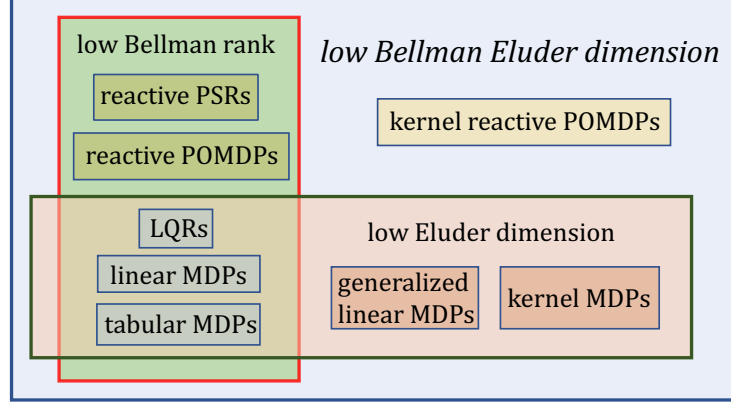 low Bellman rank
low Bellman Eluder dimension
reactive PSRs
kernel reactive POMDPs
reactive POMDPs
LQRs
low Eluder dimension
linear MDPs
generalized
linear MDPs
kernel MDPs
tabular MDPs